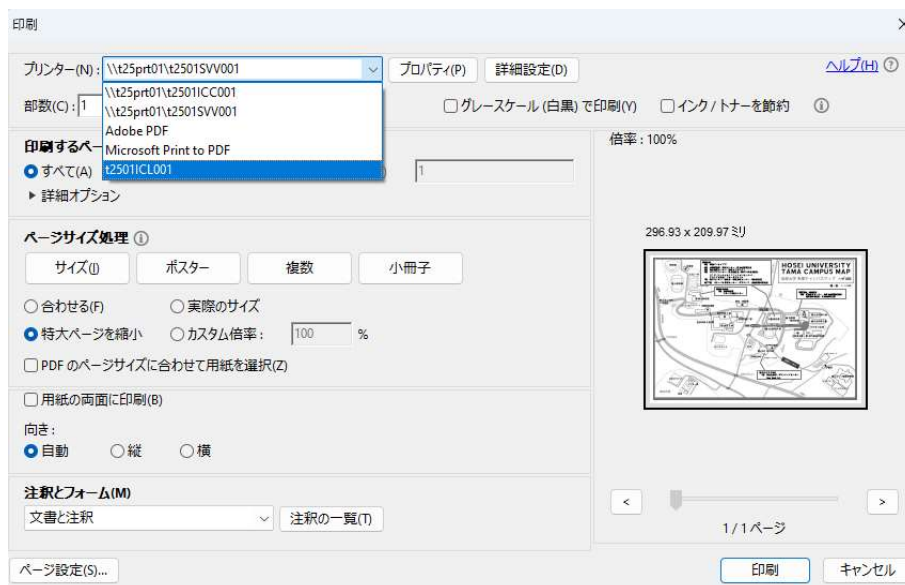 印刷
プリンター(N): \\t25prt01\t2501SVV001 プロパティ(P) 詳細設定(D) ヘルプ(H)
\\t25prt01\t2501ICC001
\\t25prt01\t2501SVV001
Adobe PDF
Microsoft Print to PDF
t2501ICL001
部数(C): 1 グレースケール (白黒) で印刷(Y) インク / トナーを節約
印刷するペー
すべて(A) 1
詳細オプション
ページサイズ処理
サイズ(I) ポスター 複数 小冊子
合わせる(F) 実際のサイズ
特大ページを縮小 カスタム倍率: 100 %
PDF のページサイズに合わせて用紙を選択(Z)
用紙の両面に印刷(B)
向き:
自動 縦 横
注釈とフォーム(M)
文書と注釈 注釈の一覧(T)
倍率: 100%
296.93 x 209.97 ミリ
HOSEI UNIVERSITY
TAMA CAMPUS MAP
< >
1 / 1 ページ
ページ設定(S)... 印刷 キャンセル